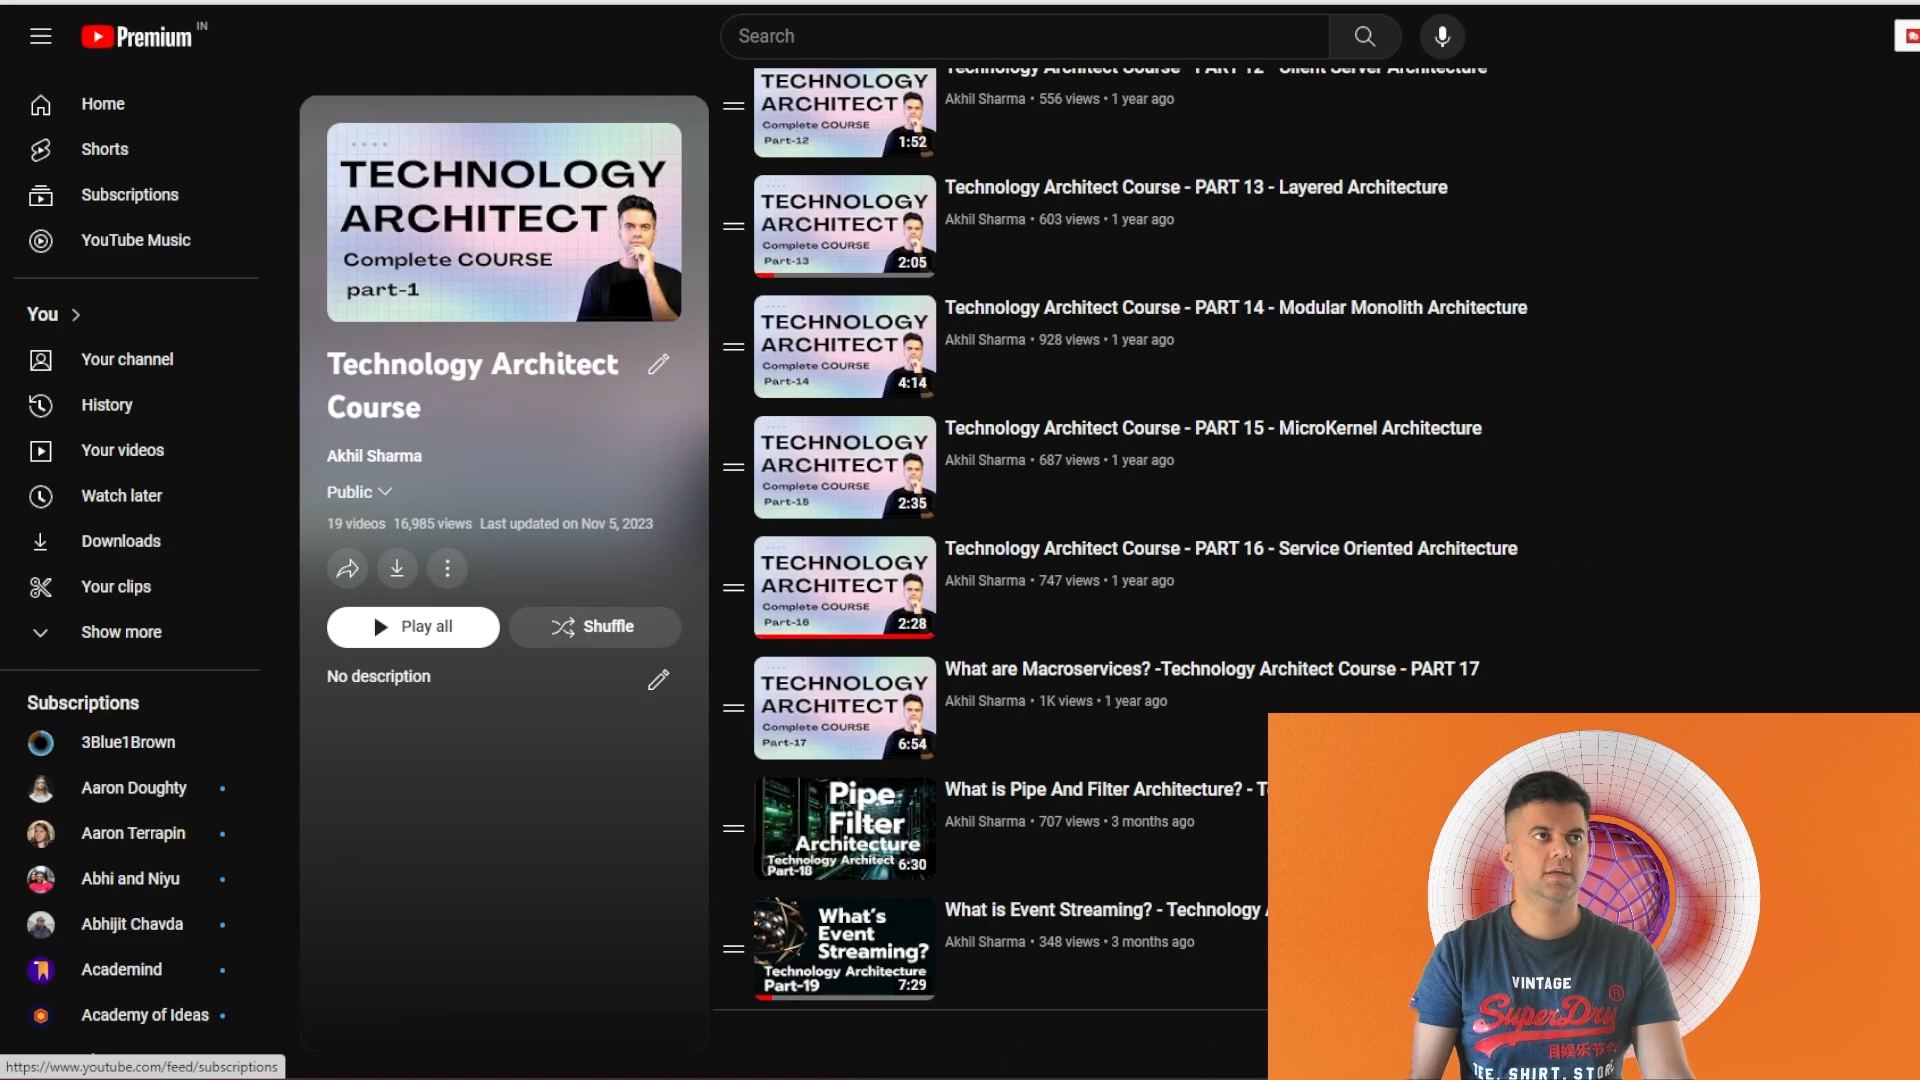 Premium IN
Search
Home
Shorts
Subscriptions
YouTube Music
You
Your channel
History
Your videos
Watch later
Downloads
Your clips
Show more
Subscriptions
3Blue1Brown
Aaron Doughty
Aaron Terrapin
Abhi and Niyu
Abhijit Chavda
Academind
Academy of Ideas
https://www.youtube.com/feed/subscriptions
TECHNOLOGY
ARCHITECT
Complete COURSE
part-1
Technology Architect
Course
Akhil Sharma
Public
19 videos 16,985 views Last updated on Nov 5, 2023
Play all
Shuffle
No description
TECHNOLOGY
ARCHITECT
Complete COURSE
Part-12
1:52
Technology Architect Course - PART 12 - Client Server Architecture
Akhil Sharma • 556 views • 1 year ago
TECHNOLOGY
ARCHITECT
Complete COURSE
Part-13
2:05
Technology Architect Course - PART 13 - Layered Architecture
Akhil Sharma • 603 views • 1 year ago
TECHNOLOGY
ARCHITECT
Complete COURSE
Part-14
4:14
Technology Architect Course - PART 14 - Modular Monolith Architecture
Akhil Sharma • 928 views • 1 year ago
TECHNOLOGY
ARCHITECT
Complete COURSE
Part-15
2:35
Technology Architect Course - PART 15 - MicroKernel Architecture
Akhil Sharma • 687 views • 1 year ago
TECHNOLOGY
ARCHITECT
Complete COURSE
Part-16
2:28
Technology Architect Course - PART 16 - Service Oriented Architecture
Akhil Sharma • 747 views • 1 year ago
TECHNOLOGY
ARCHITECT
Complete COURSE
Part-17
6:54
What are Macroservices? -Technology Architect Course - PART 17
Akhil Sharma • 1K views • 1 year ago
Pipe
Filter
Architecture
Technology Architect
Part-18
6:30
What is Pipe And Filter Architecture? - T
Akhil Sharma • 707 views • 3 months ago
What's
Event
Streaming?
Technology Architecture
Part-19
7:29
What is Event Streaming? - Technology
Akhil Sharma • 348 views • 3 months ago
VINTAGE
SuperDry ®
TEE. SHIRT. STOR